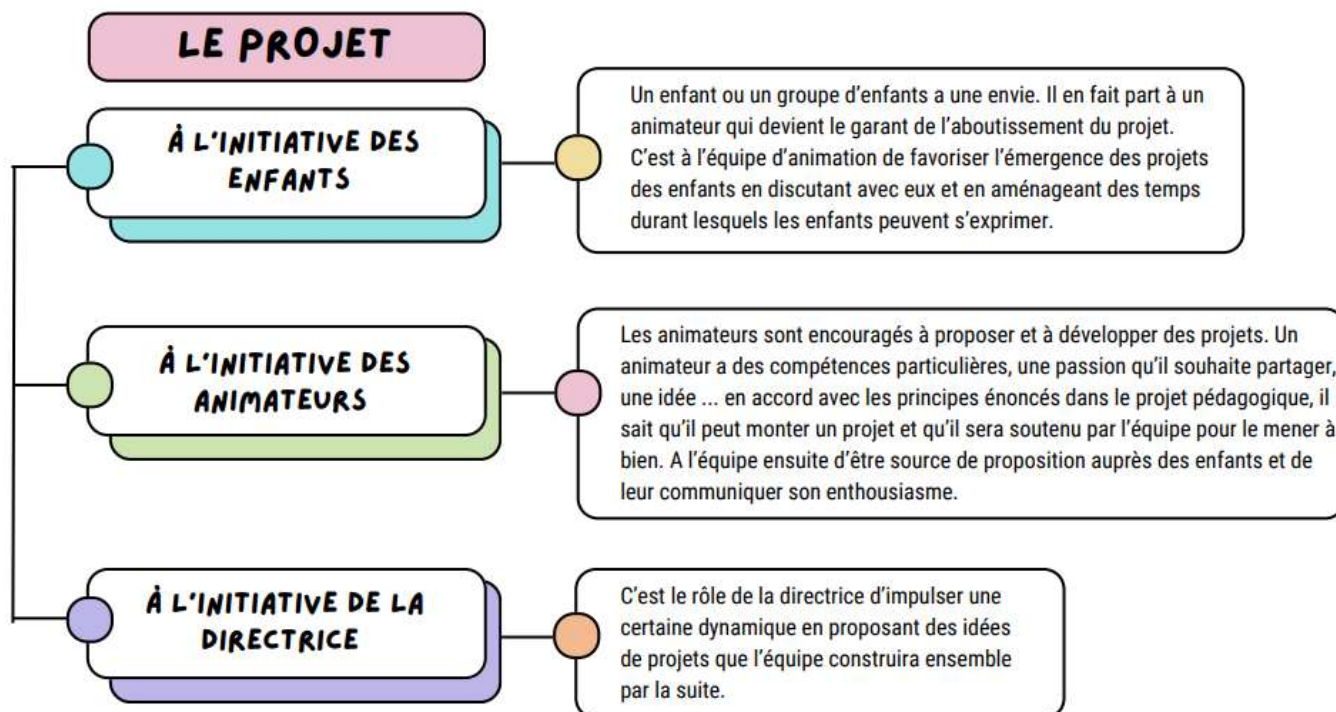 LE PROJET
À L'INITIATIVE DES
ENFANTS
Un enfant ou un groupe d'enfants a une envie. Il en fait part à un
animateur qui devient le garant de l'aboutissement du projet.
C'est à l'équipe d'animation de favoriser l'émergence des projets
des enfants en discutant avec eux et en aménageant des temps
durant lesquels les enfants peuvent s'exprimer.
À L'INITIATIVE DES
ANIMATEURS
Les animateurs sont encouragés à proposer et à développer des projets. Un
animateur a des compétences particulières, une passion qu'il souhaite partager,
une idée ... en accord avec les principes énoncés dans le projet pédagogique, il
sait qu'il peut monter un projet et qu'il sera soutenu par l'équipe pour le mener à
bien. A l'équipe ensuite d'être source de proposition auprès des enfants et de
leur communiquer son enthousiasme.
À L'INITIATIVE DE LA
DIRECTRICE
C'est le rôle de la directrice d'impulser une
certaine dynamique en proposant des idées
de projets que l'équipe construira ensemble
par la suite.